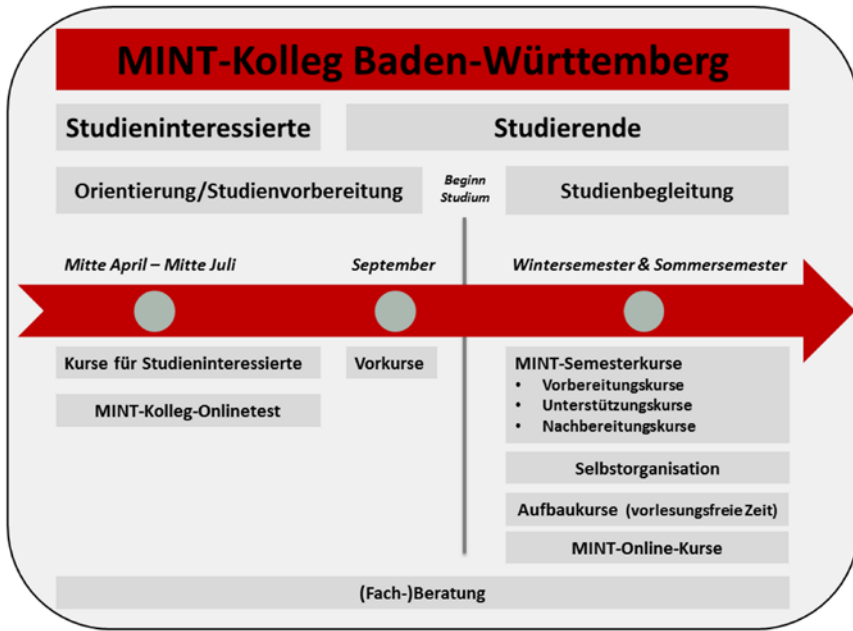 MINT-Kolleg Baden-Württemberg
Studieninteressierte
Studierende
Orientierung/Studienvorbereitung
Beginn
Studium
Studienbegleitung
Mitte April – Mitte Juli
September
Wintersemester & Sommersemester
Kurse für Studieninteressierte
Vorkurse
MINT-Semesterkurse
• Vorbereitungskurse
• Unterstützungskurse
• Nachbereitungskurse
MINT-Kolleg-Onlinetest
Selbstorganisation
Aufbaukurse (vorlesungsfreie Zeit)
MINT-Online-Kurse
(Fach-)Beratung